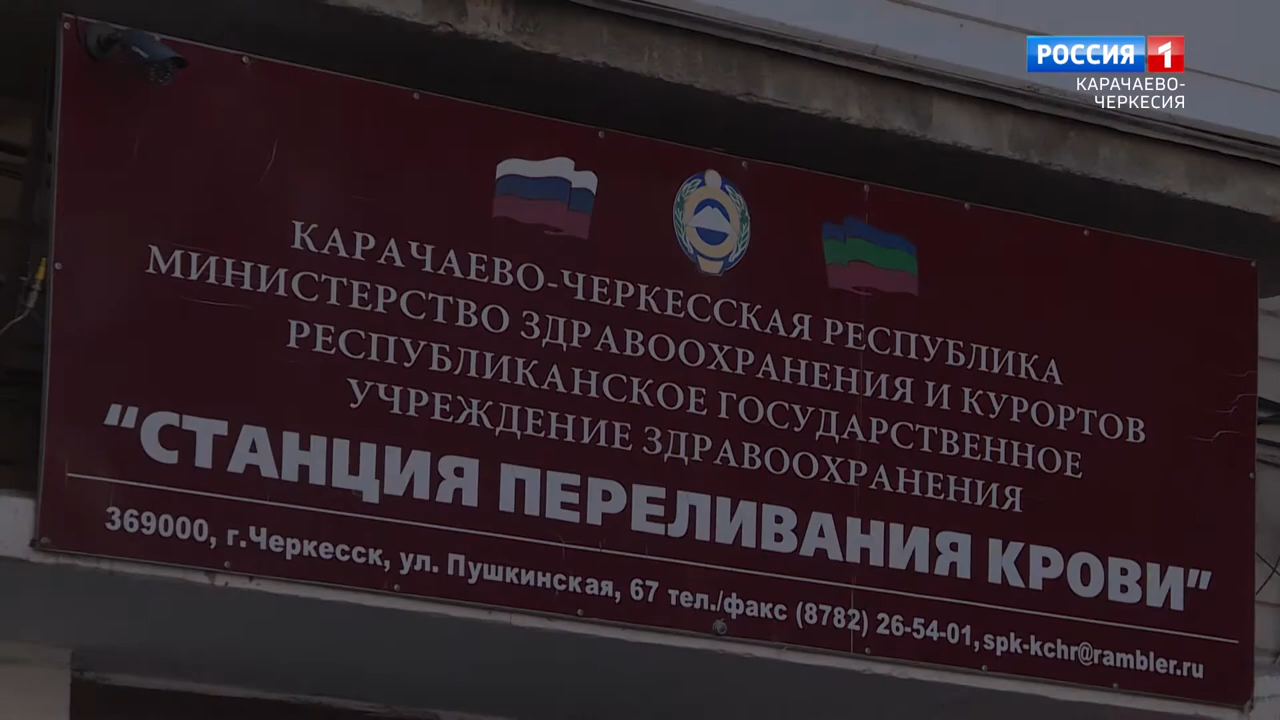 РОССИЯ 1
КАРАЧАЕВО-
ЧЕРКЕСИЯ
КАРАЧАЕВО-ЧЕРКЕССКАЯ РЕСПУБЛИКА
МИНИСТЕРСТВО ЗДРАВООХРАНЕНИЯ И КУРОРТОВ
РЕСПУБЛИКАНСКОЕ ГОСУДАРСТВЕННОЕ
УЧРЕЖДЕНИЕ ЗДРАВООХРАНЕНИЯ
“СТАНЦИЯ ПЕРЕЛИВАНИЯ КРОВИ”
369000, г.Черкесск, ул. Пушкинская, 67 тел./факс (8782) 26-54-01, spk-kchr@rambler.ru